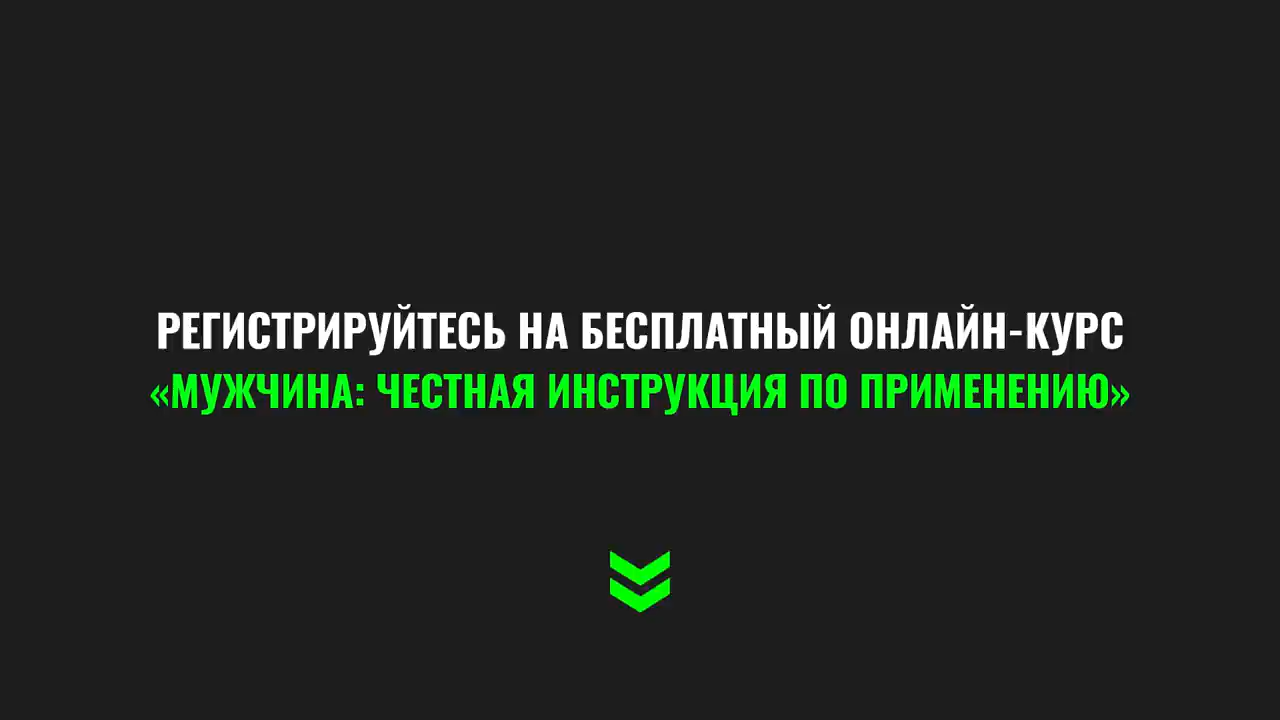 РЕГИСТРИРУЙТЕСЬ НА БЕСПЛАТНЫЙ ОНЛАЙН-КУРС
«МУЖЧИНА: ЧЕСТНАЯ ИНСТРУКЦИЯ ПО ПРИМЕНЕНИЮ»